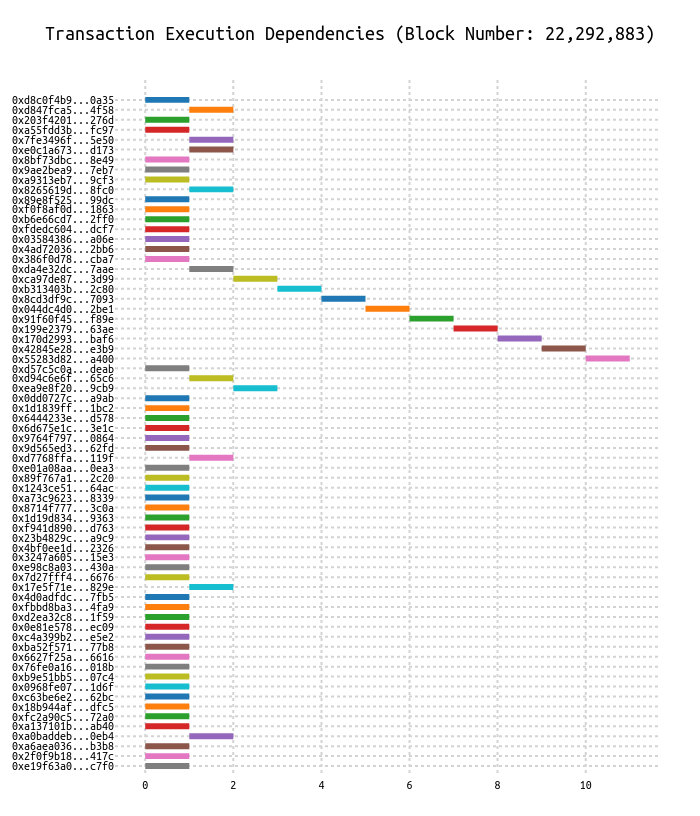 Transaction Execution Dependencies (Block Number: 22,292,883)
0xd8c0f4b9...0a35
0xd847fca5...4f58
0x203f4201...276d
0xa55fdd3b...fc97
0x7fe3496f...5e50
0xe0c1a673...d173
0x8bf73dbc...8e49
0x9ae2bea9...7eb7
0xa9313eb7...9cf3
0x8265619d...8fc0
0x89e8f525...99dc
0xf0f8af0d...1863
0xb6e66cd7...2ff0
0xfdedc604...dcf7
0x03584386...a06e
0x4ad72036...2bb6
0x386f0d78...cba7
0xda4e32dc...7aae
0xca97de87...3d99
0xb313403b...2c80
0x8cd3df9c...7093
0x044dc4d0...2be1
0x91f60f45...f89e
0x199e2379...63ae
0x170d2993...baf6
0x42845e28...e3b9
0x55283d82...a400
0xd57c5c0a...deab
0xd94c6e6f...65c6
0xea9e8f20...9cb9
0x0dd0727c...a9ab
0x1d1839ff...1bc2
0x6444233e...d578
0x6d675e1c...3e1c
0x9764f797...0864
0x9d565ed3...62fd
0xd7768ffa...119f
0xe01a08aa...0ea3
0x89f767a1...2c20
0x1243ce51...64ac
0xa73c9623...8339
0x8714f777...3c0a
0x1d19d834...9363
0xf941d890...d763
0x23b4829c...a9c9
0x4bf0ee1d...2326
0x3247a605...15e3
0xe98c8a03...430a
0x7d27fff4...6676
0x17e5f71e...829e
0x4d0adfdc...7fb5
0xfbbd8ba3...4fa9
0xd2ea32c8...1f59
0x0e81e578...ec09
0xc4a399b2...e5e2
0xba52f571...77b8
0x6627f25a...6616
0x76fe0a16...018b
0xb9e51bb5...07c4
0x0968fe07...1d6f
0xc63be6e2...62bc
0x18b944af...dfc5
0xfc2a90c5...72a0
0xa137101b...ab40
0xa0baddef...0eb4
0xa6aea036...b3b8
0x2f0f9b18...417c
0xe19f63a0...c7f0
0 2 4 6 8 10